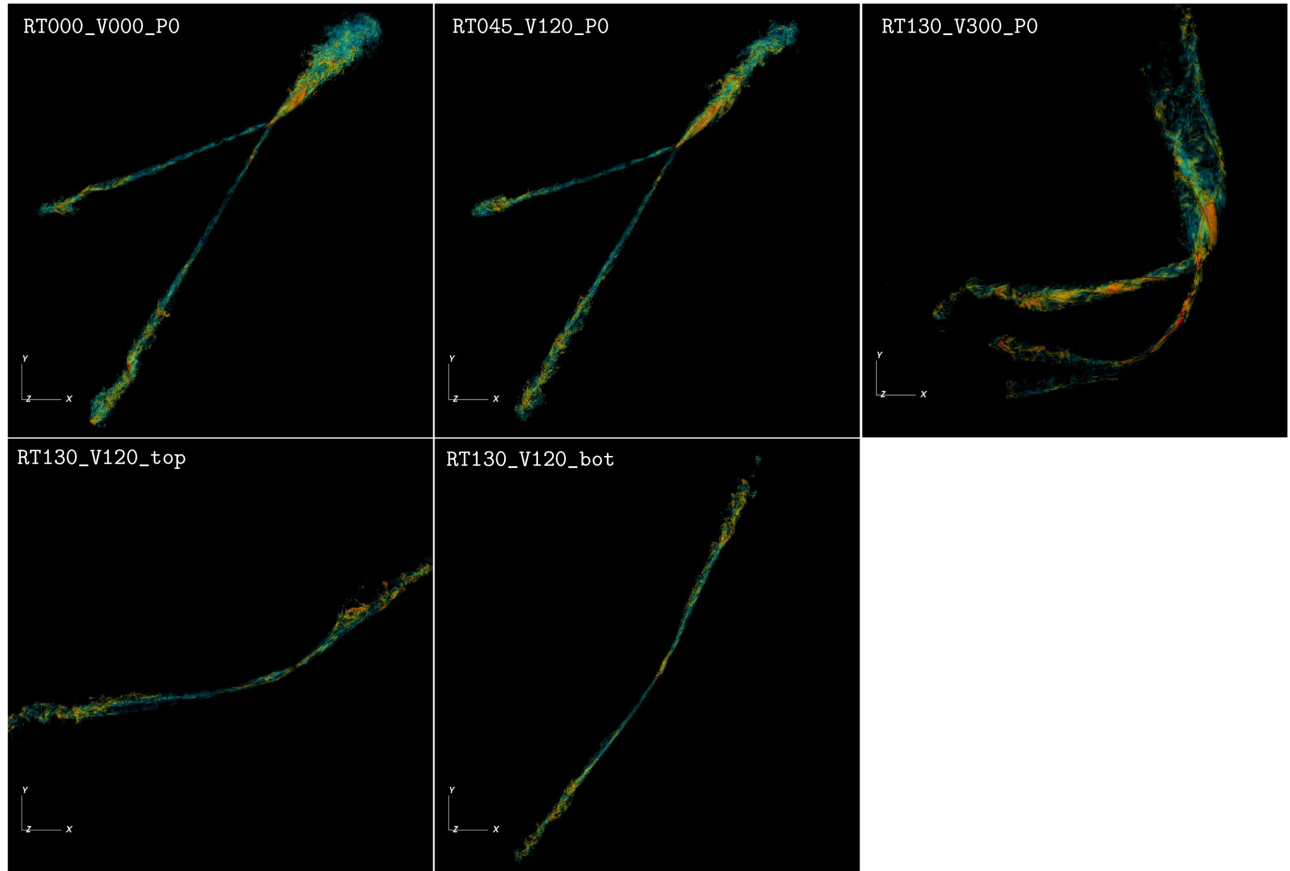 RT000_V000_P0
RT045_V120_P0
RT130_V300_P0
Y
Z X
Y
Z X
Y
Z X
RT130_V120_top
RT130_V120_bot
Y
Z X
Y
Z X